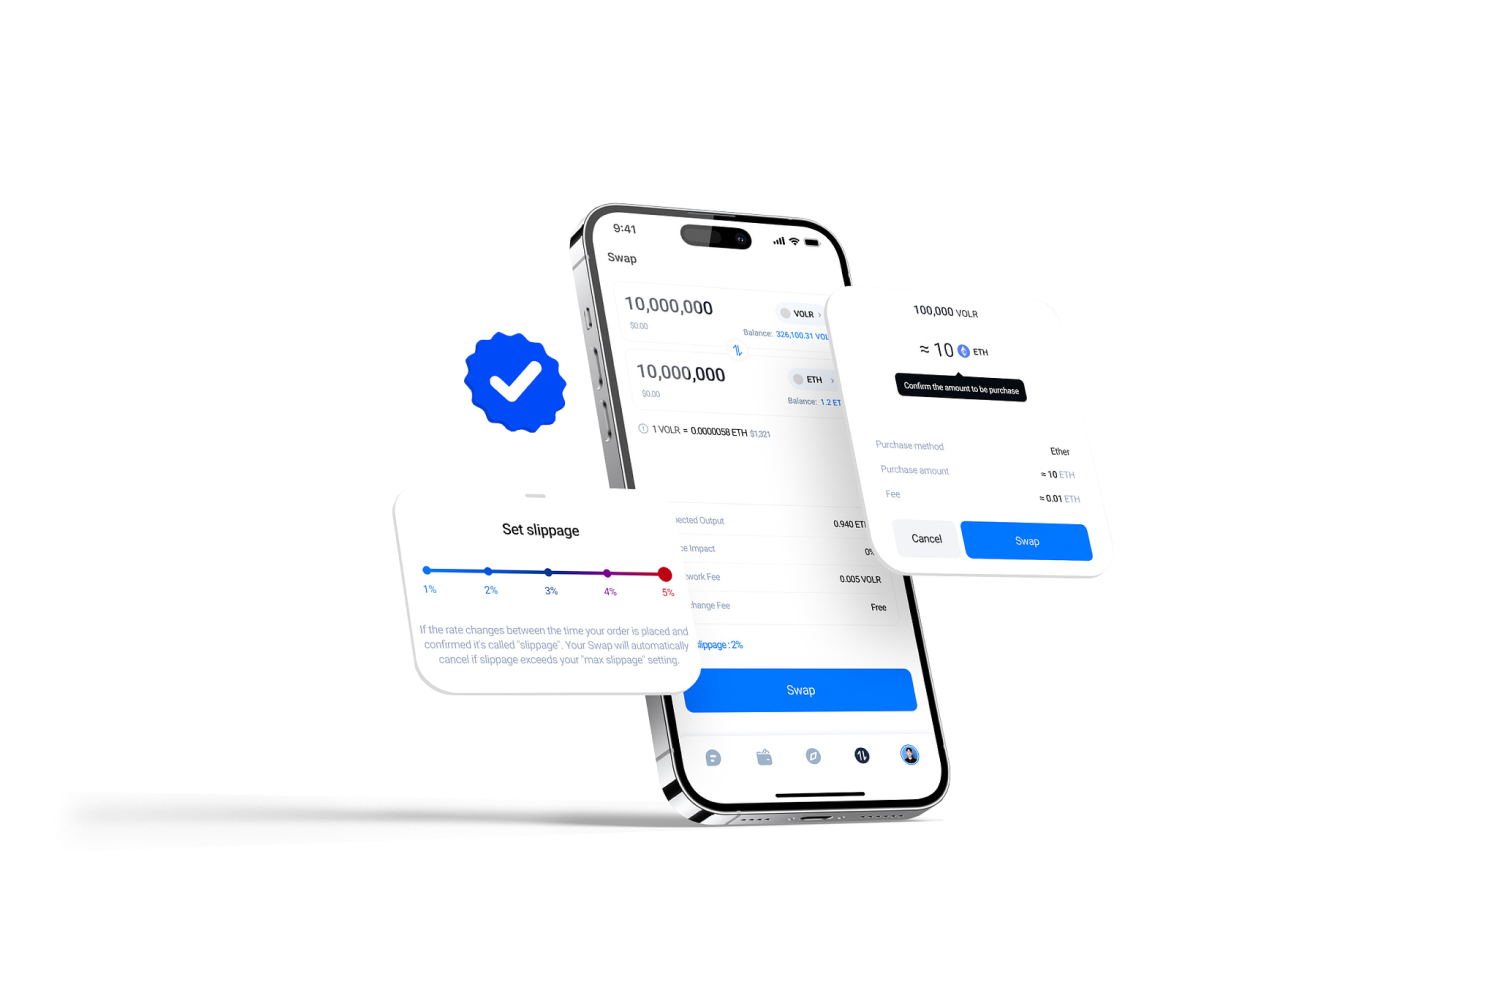 9:41
Swap
10,000,000
VOLR
$0.00
Balance: 326,100.31 VOL
10,000,000
ETH
$0.00
Balance: 1.2 ET
1 VOLR = 0.0000058 ETH $1,321
pected Output
0.940 ET
ce Impact
0%
twork Fee
0.005 VOLR
change Fee
Free
slippage : 2%
Swap
100,000 VOLR
≈ 10 ETH
Confirm the amount to be purchase
Purchase method
Ether
Purchase amount
≈ 10 ETH
Fee
≈ 0.01 ETH
Cancel
Swap
Set slippage
1% 2% 3% 4% 5%
If the rate changes between the time your order is placed and
confirmed it's called "slippage". Your Swap will automatically
cancel if slippage exceeds your "max slippage" setting.